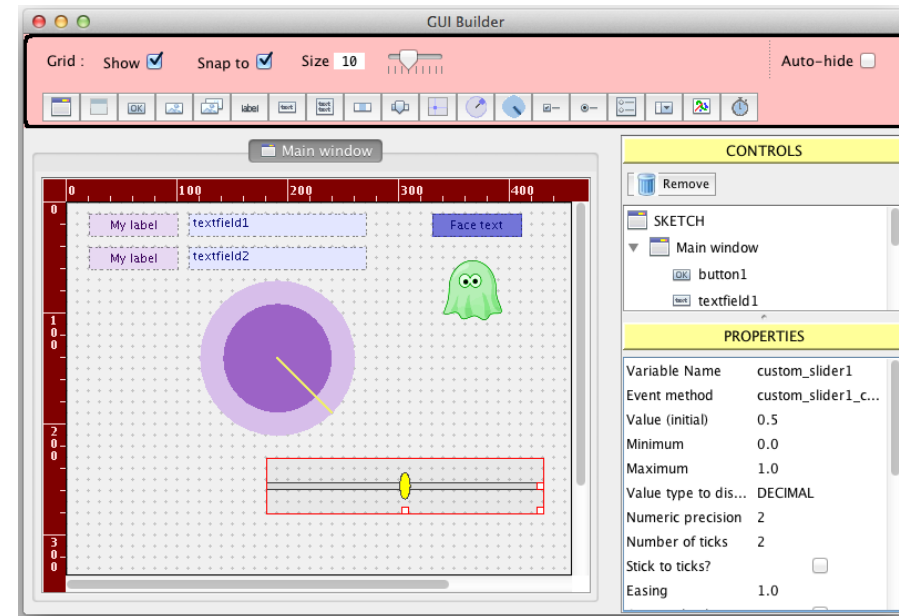 GUI Builder
Grid : Show Snap to Size 10 Auto-hide
OK label text text text
Main window
0 100 200 300 400
0
100
200
300
My label textfield1 Face text
My label textfield2
CONTROLS
Remove
SKETCH
Main window
OK button1
text textfield1
PROPERTIES
Variable Name custom_slider1
Event method custom_slider1_c...
Value (initial) 0.5
Minimum 0.0
Maximum 1.0
Value type to dis... DECIMAL
Numeric precision 2
Number of ticks 2
Stick to ticks?
Easing 1.0